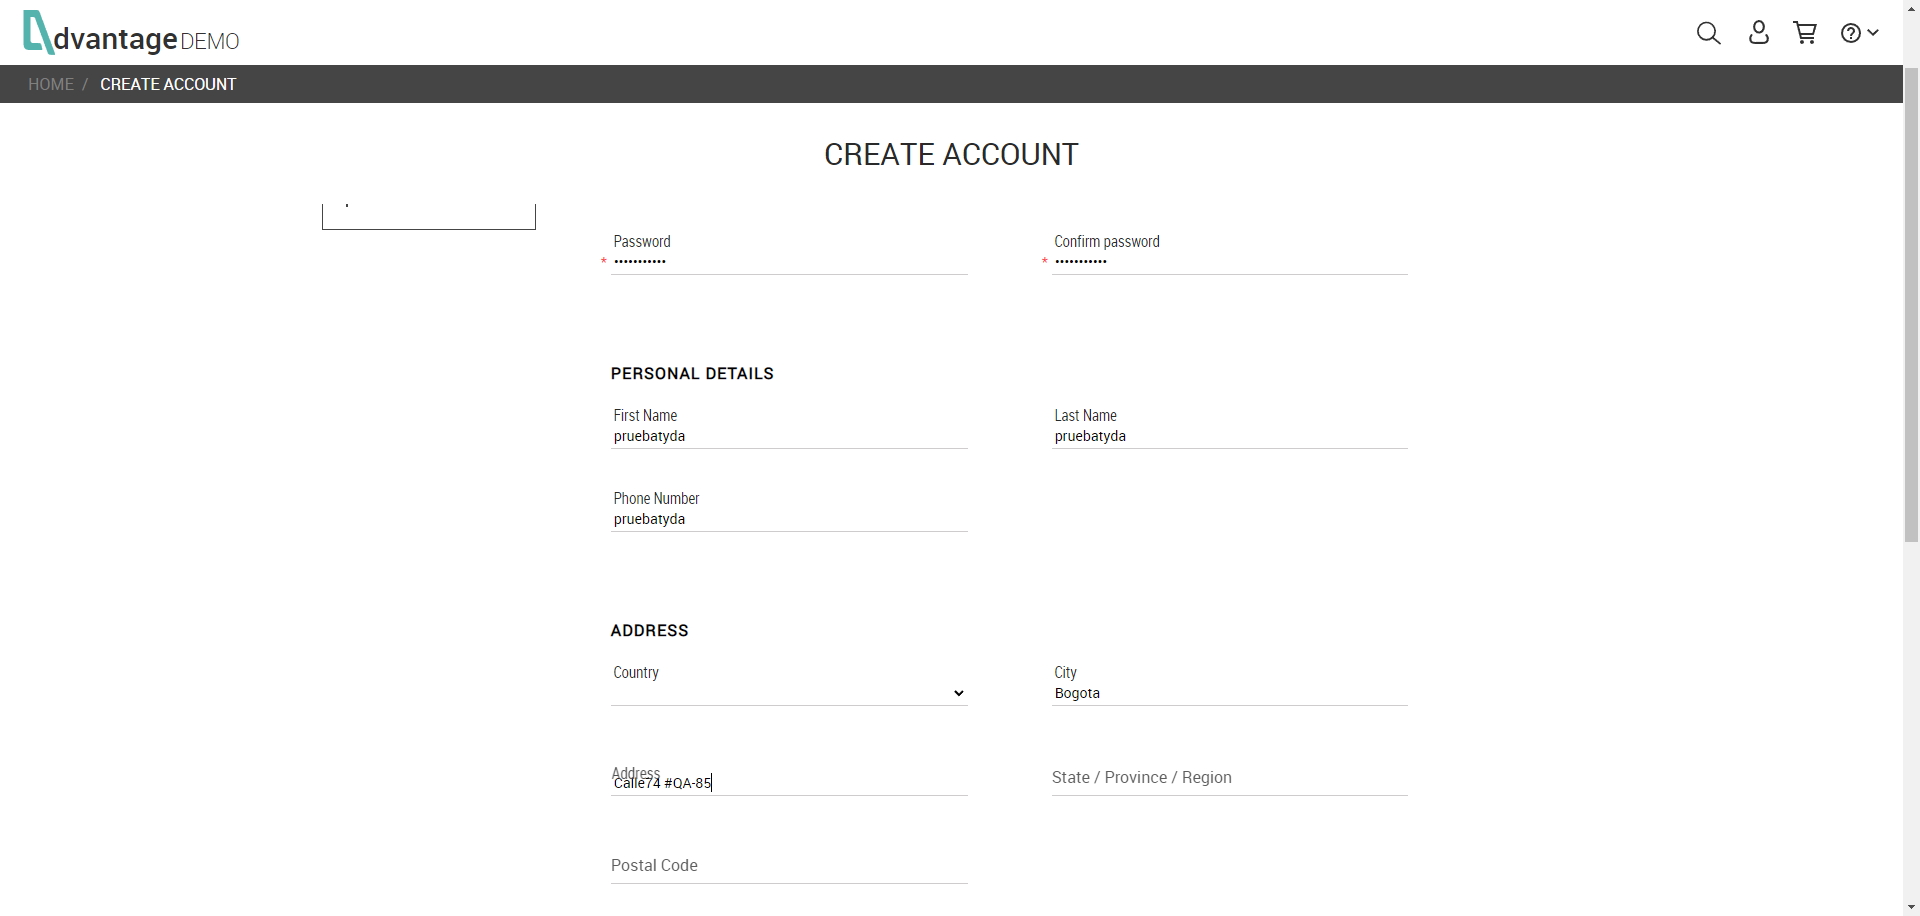 dvantage DEMO
HOME / CREATE ACCOUNT
CREATE ACCOUNT
Password
Confirm password
* •••••••••••
* •••••••••••
PERSONAL DETAILS
First Name
pruebatyda
Last Name
pruebatyda
Phone Number
pruebatyda
ADDRESS
Country
City
Bogota
Address
Calle74 #QA-85
State / Province / Region
Postal Code